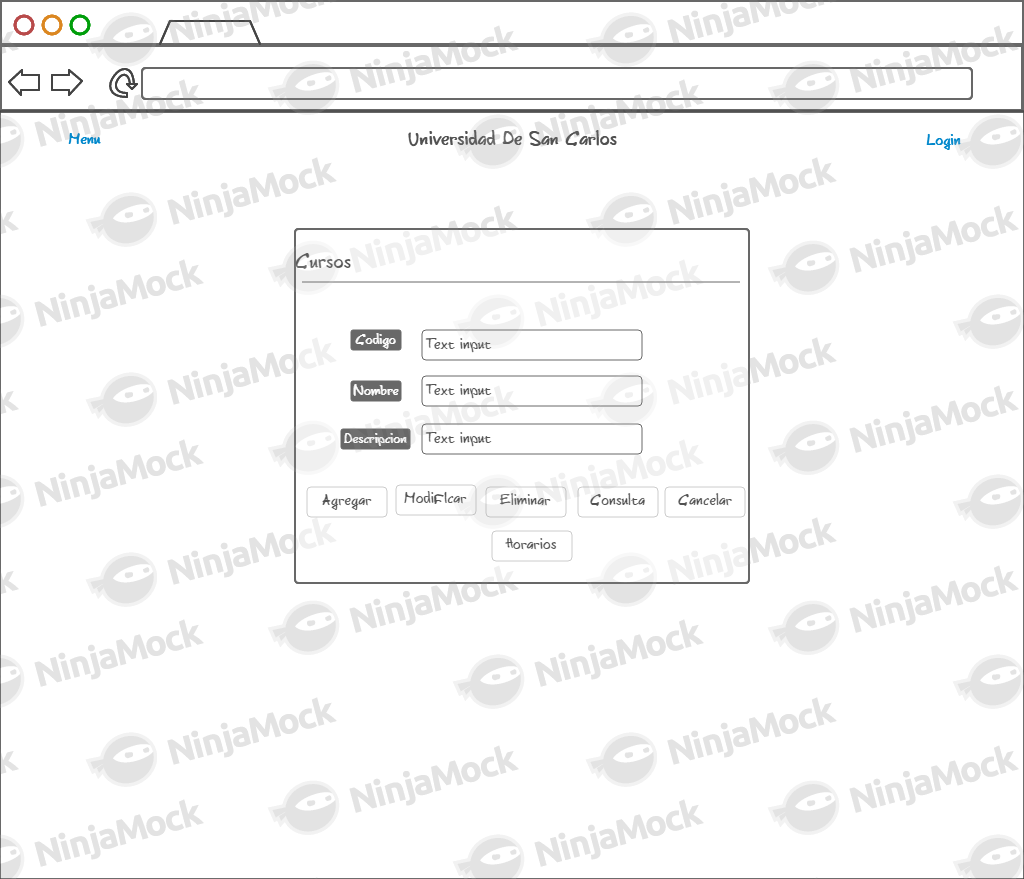 Menu
Universidad De San Carlos
Login
Cursos
Codigo
Text input
Nombre
Text input
Descripcion
Text input
Agregar
Modificar
Eliminar
Consulta
Cancelar
Horarios
NinjaMock